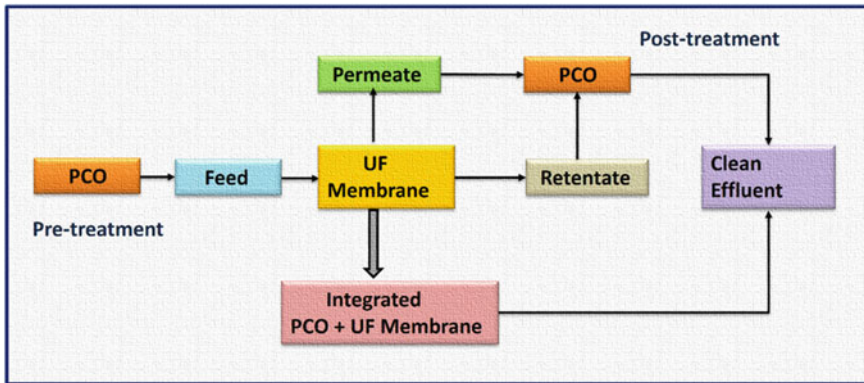 Post-treatment
Permeate
PCO
PCO
Feed
UF
Membrane
Retentate
Clean
Effluent
Pre-treatment
Integrated
PCO + UF Membrane